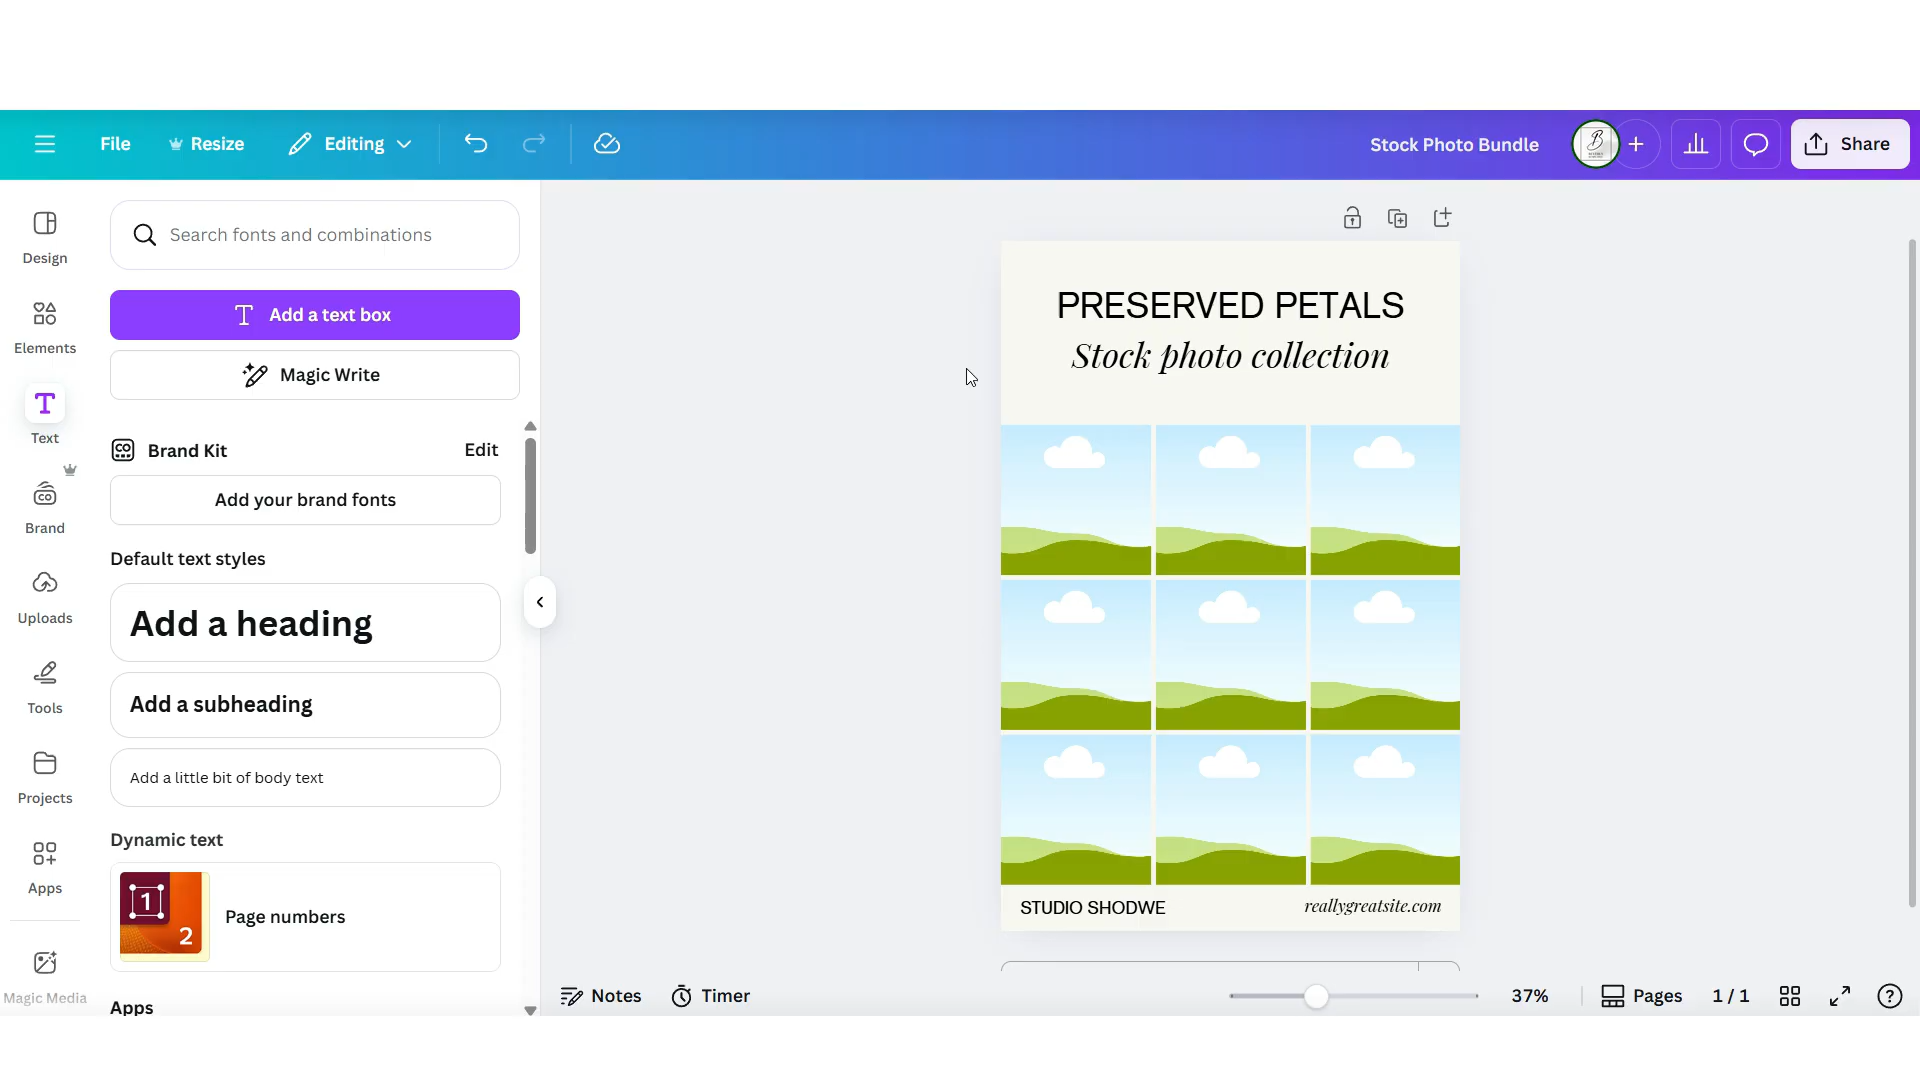 File
Resize
Editing
Stock Photo Bundle
Share
Design
Elements
Text
Brand
Uploads
Tools
Projects
Apps
Magic Media
Search fonts and combinations
Add a text box
Magic Write
Brand Kit
Edit
Add your brand fonts
Default text styles
Add a heading
Add a subheading
Add a little bit of body text
Dynamic text
1
2
Page numbers
Apps
PRESERVED PETALS
Stock photo collection
STUDIO SHODWE
reallygreatsite.com
Notes
Timer
37%
Pages
1 / 1